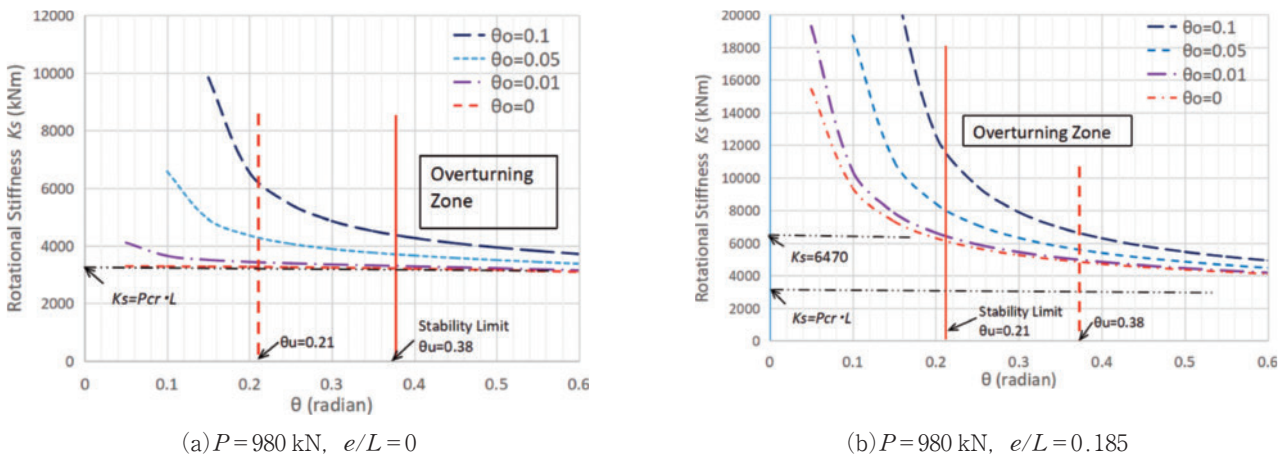 12000
10000
8000
6000
4000
2000
0
Rotational Stiffness Ks (kNm)
θo=0.1
θo=0.05
θo=0.01
θo=0
Overturning
Zone
Ks=Pcr・L
θu=0.21
Stability Limit
θu=0.38
0 0.1 0.2 0.3 0.4 0.5 0.6
θ (radian)
(a) P=980 kN, e/L=0
20000
18000
16000
14000
12000
10000
8000
6000
4000
2000
0
Rotational Stiffness Ks (kNm)
θo=0.1
θo=0.05
θo=0.01
θo=0
Overturning Zone
Ks=6470
Ks=Pcr・L
Stability Limit
θu=0.21
θu=0.38
0 0.1 0.2 0.3 0.4 0.5 0.6
θ (radian)
(b) P=980 kN, e/L=0.185